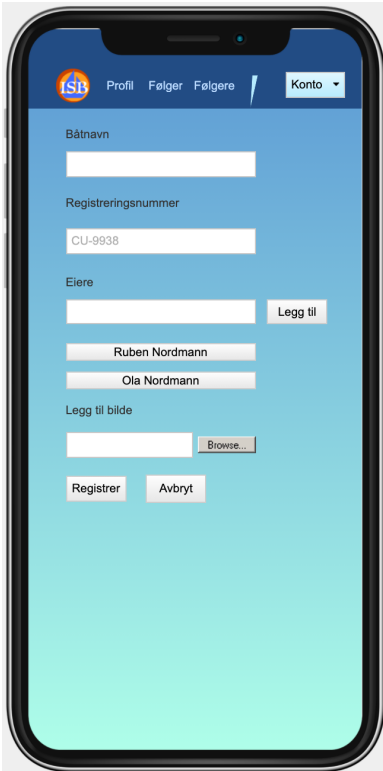 ISB Profil Følger Følgere Konto
Båtnavn
Registreringsnummer
CU-9938
Eiere
Legg til
Ruben Nordmann
Ola Nordmann
Legg til bilde
Browse...
Registrer Avbryt